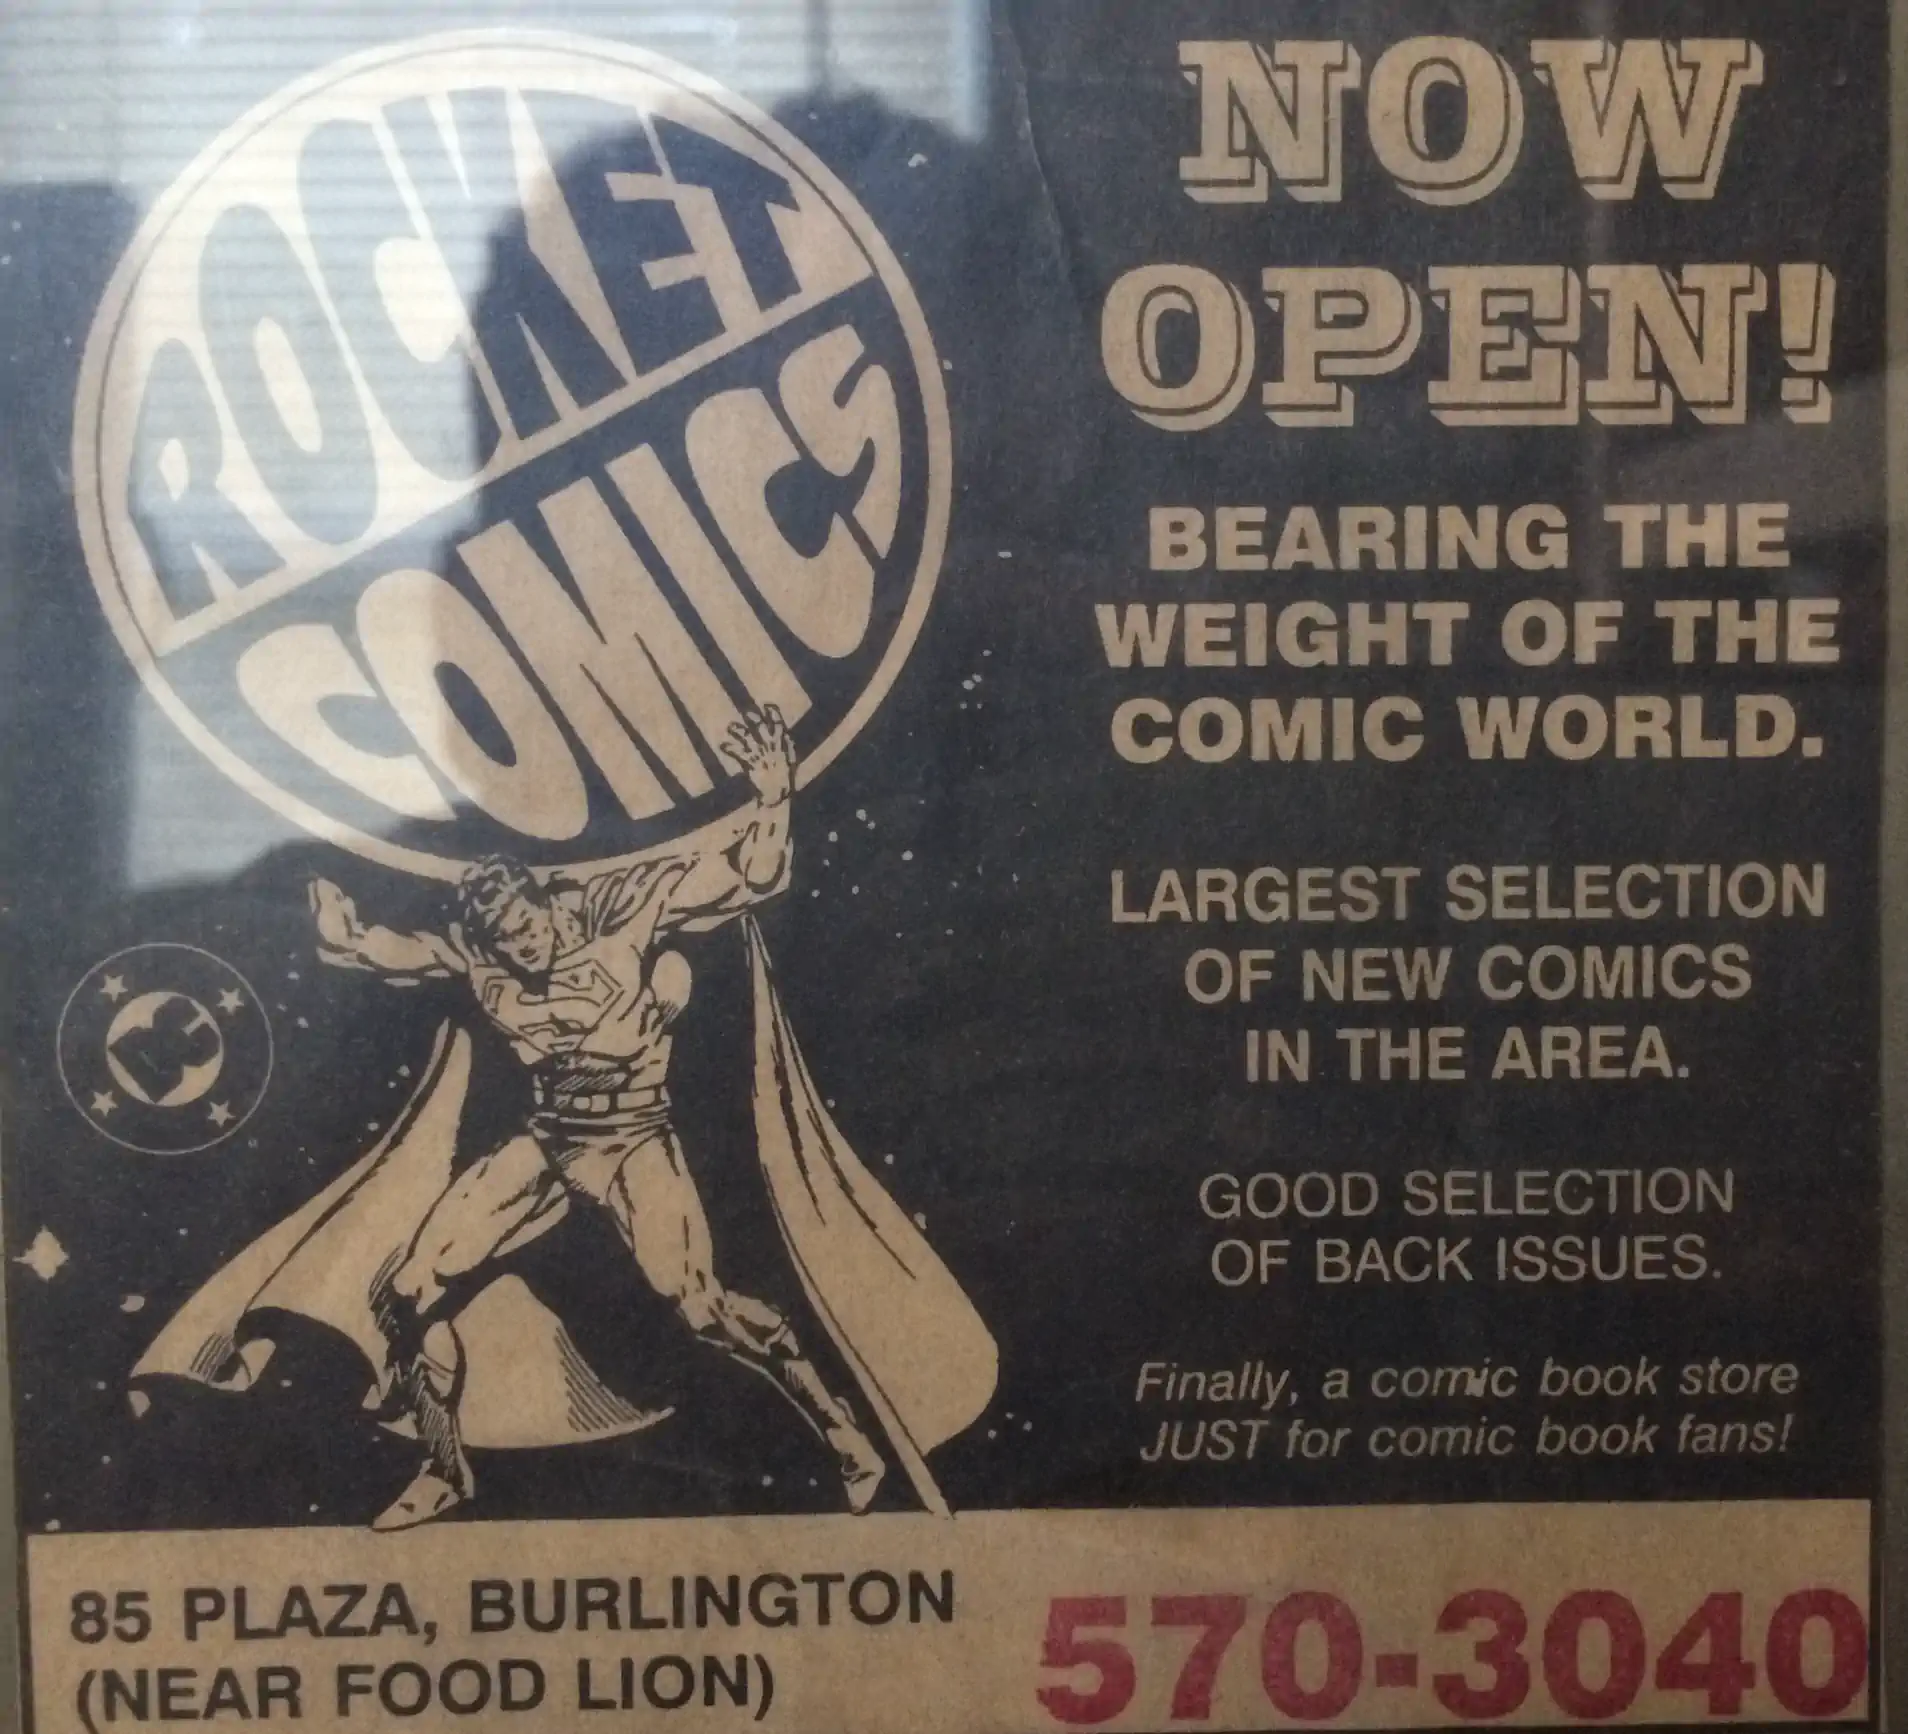 ROCKET
COMICS
DC
NOW
OPEN!
BEARING THE
WEIGHT OF THE
COMIC WORLD.
LARGEST SELECTION
OF NEW COMICS
IN THE AREA.
GOOD SELECTION
OF BACK ISSUES.
Finally, a comic book store
JUST for comic book fans!
85 PLAZA, BURLINGTON
(NEAR FOOD LION)
570-3040